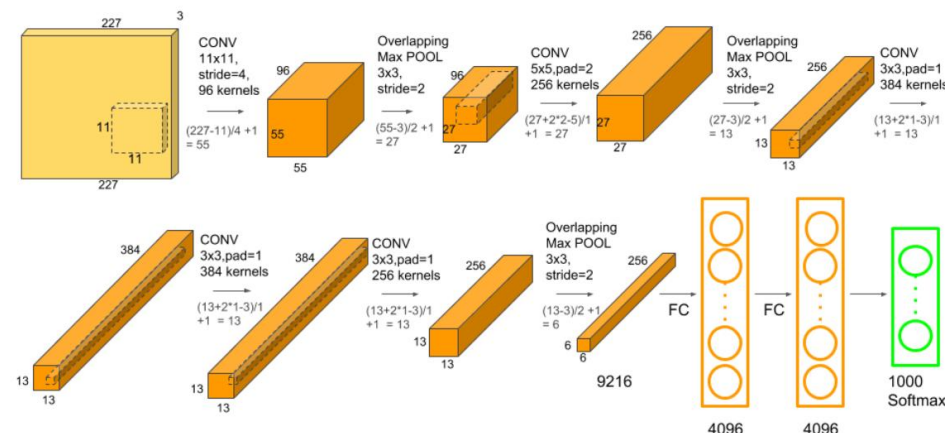 227
3
11
11
227
CONV
11x11,
stride=4,
96 kernels
(227-11)/4 +1
= 55
96
55
55
Overlapping
Max POOL
3x3,
stride=2
(55-3)/2 +1
= 27
96
27
27
CONV
5x5,pad=2
256 kernels
(27+2*2-5)/1
+1 = 27
256
27
27
Overlapping
Max POOL
3x3,
stride=2
(27-3)/2 +1
= 13
256
13
13
CONV
3x3,pad=1
384 kernels
(13+2*1-3)/1
+1 = 13
384
13
13
CONV
3x3,pad=1
384 kernels
(13+2*1-3)/1
+1 = 13
384
13
13
CONV
3x3,pad=1
256 kernels
(13+2*1-3)/1
+1 = 13
256
13
13
Overlapping
Max POOL
3x3,
stride=2
(13-3)/2 +1
= 6
256
6
6
9216
FC
4096
FC
4096
1000
Softmax